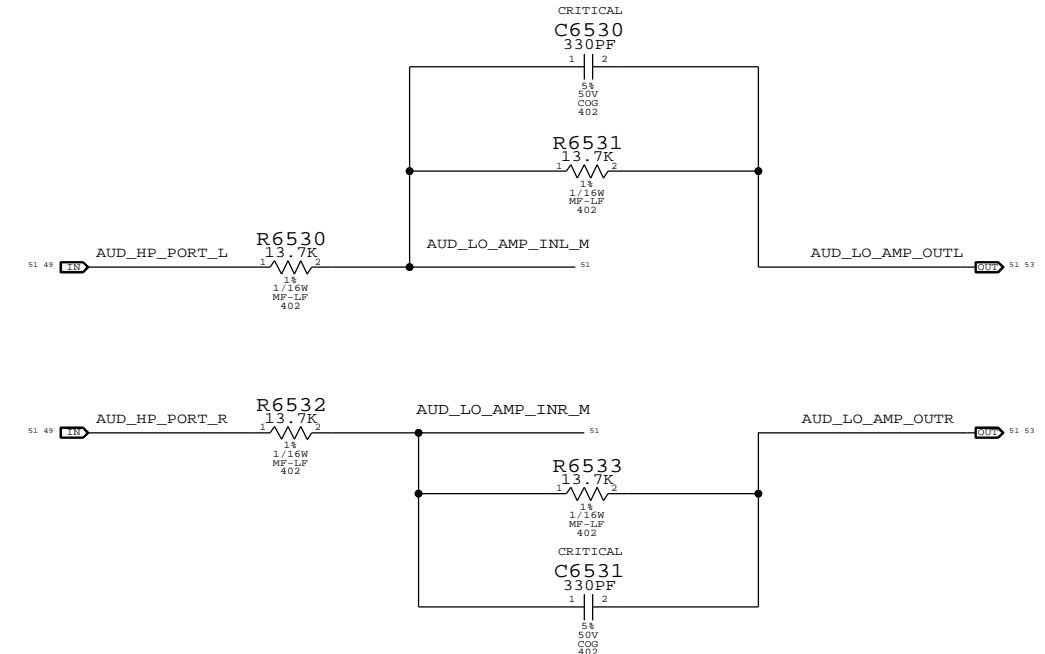 CRITICAL
C6530
330PF
1 2
5%
50V
COG
402
R6531
13.7K
1 2
1%
1/16W
MF-LF
402
AUD_LO_AMP_INL_M
R6530
AUD_HP_PORT_L
13.7K
AUD_LO_AMP_OUTL
51 49 IN
1 2
51
OUT 51 53
1%
1/16W
MF-LF
402
R6532
AUD_LO_AMP_INR_M
AUD_HP_PORT_R
13.7K
AUD_LO_AMP_OUTR
51 49 IN
1 2
51
OUT 51 53
1%
1/16W
MF-LF
402
R6533
13.7K
1 2
1%
1/16W
MF-LF
402
CRITICAL
C6531
330PF
1 2
5%
50V
COG
402